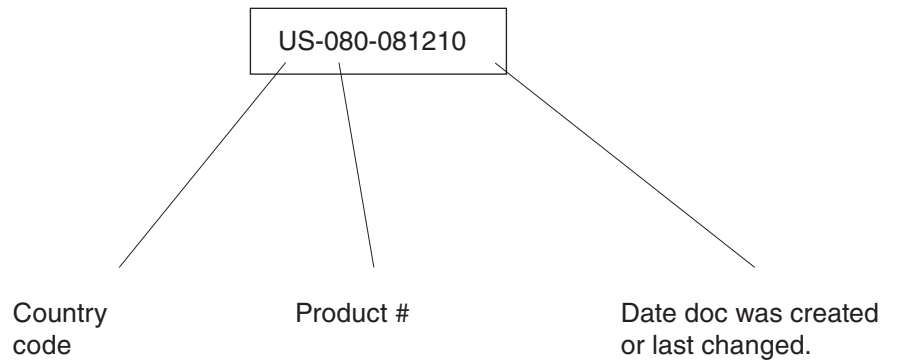 US-080-081210
Country
code
Product #
Date doc was created
or last changed.